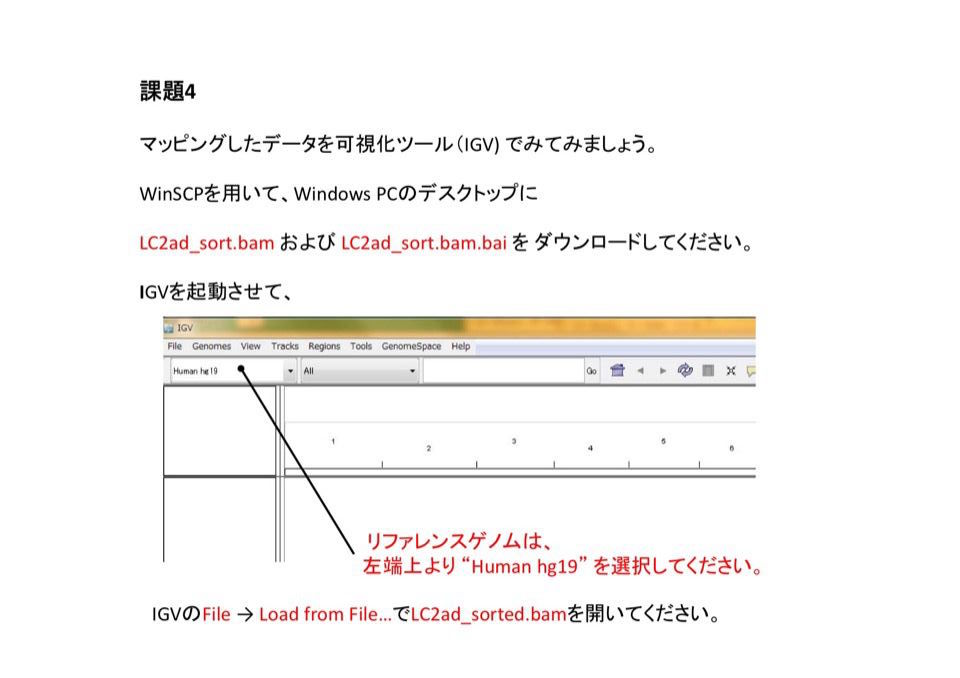 課題4
マッピングしたデータを可視化ツール（IGV) でみてみましょう。
WinSCPを用いて、Windows PCのデスクトップに
LC2ad_sort.bam および LC2ad_sort.bam.bai を ダウンロードしてください。
IGVを起動させて、
IGV
File Genomes View Tracks Regions Tools GenomeSpace Help
Human hg19 All Go
1 2 3 4 5 6
リファレンスゲノムは、
左端上より “Human hg19” を選択してください。
IGVのFile → Load from File…でLC2ad_sorted.bamを開いてください。